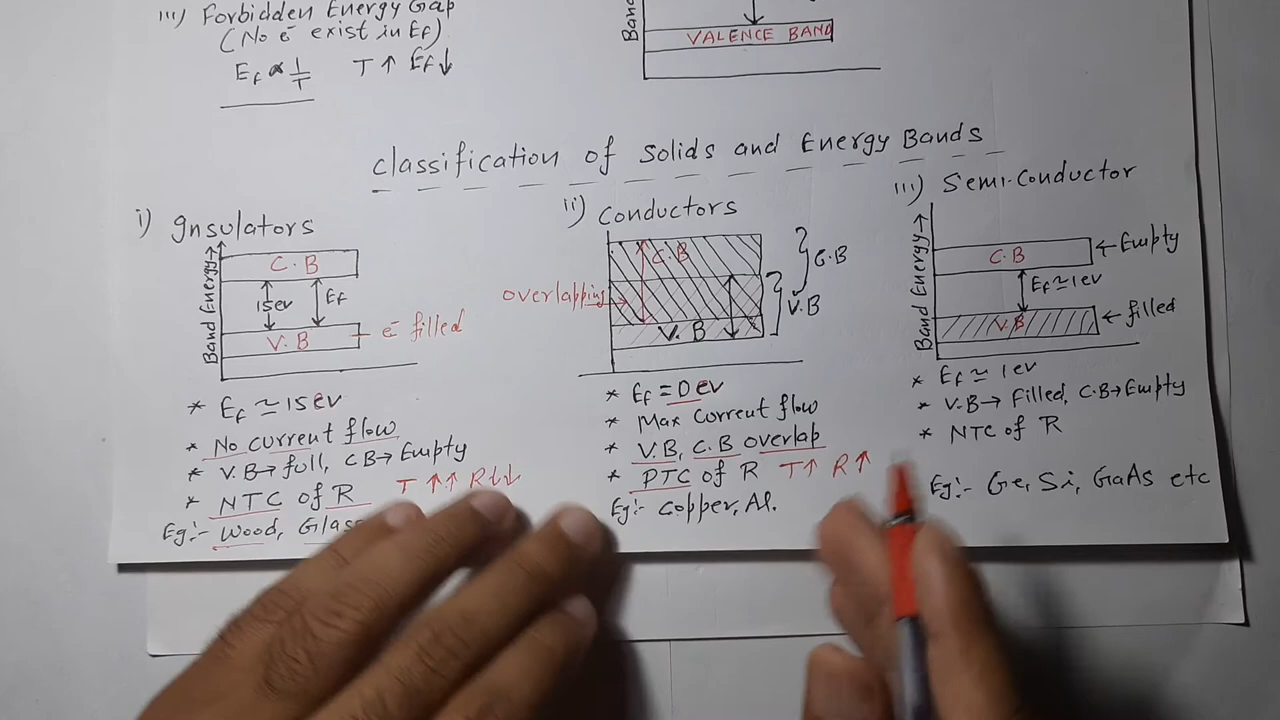 iii) Forbidden Energy Gap
(No e⁻ exist in Ef)
Ef ∝ 1/T   T ↑ Ef ↓
Band
VALENCE BAND
Classification of Solids and Energy Bands
i) Insulators
Band Energy →
C.B
15ev
Ef
V.B
e⁻ filled
* Ef ≃ 15ev
* No current flow
* V.B → full, CB → Empty
* NTC of R   T ↑↑ R↓↓
Eg:- Wood, Glass
ii) Conductors
C.B
overlapping
V.B
C.B
V.B
* Ef = 0ev
* Max Current flow
* V.B, C.B overlap
* PTC of R   T↑ R↑
Eg:- Copper, Al.
iii) Semi-Conductor
Band Energy →
C.B
← Empty
Ef ≃ 1ev
V.B
← filled
* Ef ≃ 1ev
* V.B → Filled, C.B → Empty
* NTC of R
Eg:- Ge, Si, GaAs etc